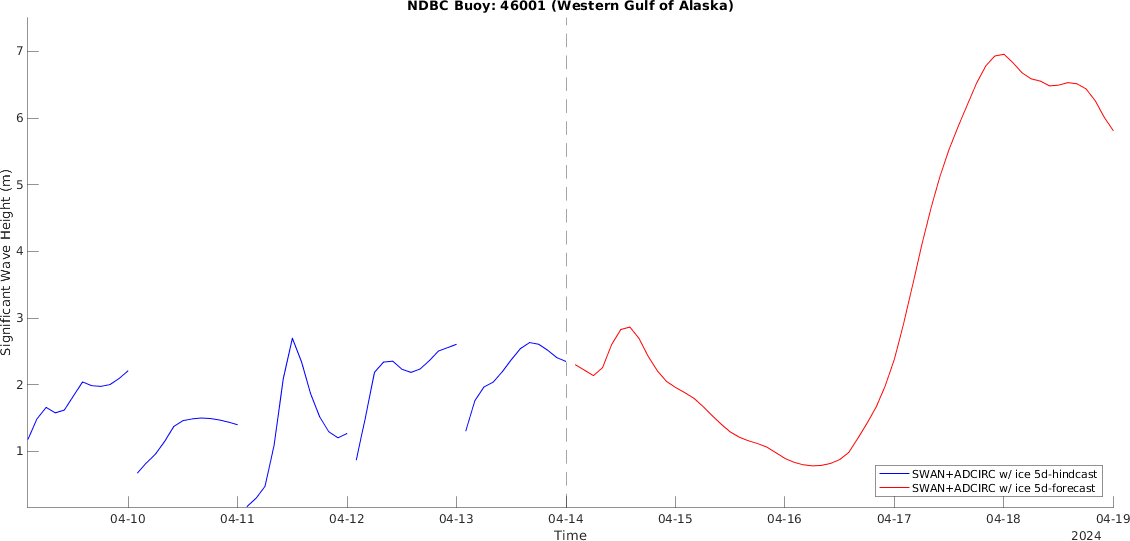 NDBC Buoy: 46001 (Western Gulf of Alaska)
Significant Wave Height (m)
7
6
5
4
3
2
1
SWAN+ADCIRC w/ ice 5d-hindcast
SWAN+ADCIRC w/ ice 5d-forecast
04-10 04-11 04-12 04-13 04-14 04-15 04-16 04-17 04-18 04-19
Time
2024